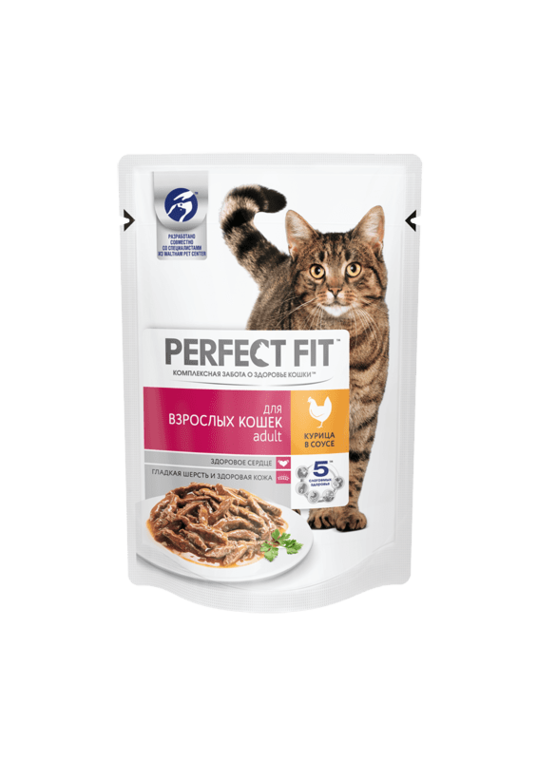 РАЗРАБОТАНО
СОВМЕСТНО
СО СПЕЦИАЛИСТАМИ
ИЗ WALTHAM PET CENTER
PERFECT FIT™
КОМПЛЕКСНАЯ ЗАБОТА О ЗДОРОВЬЕ КОШКИ™
ДЛЯ
ВЗРОСЛЫХ КОШЕК
adult
КУРИЦА
В СОУСЕ
ЗДОРОВОЕ СЕРДЦЕ
ГЛАДКАЯ ШЕРСТЬ И ЗДОРОВАЯ КОЖА
5